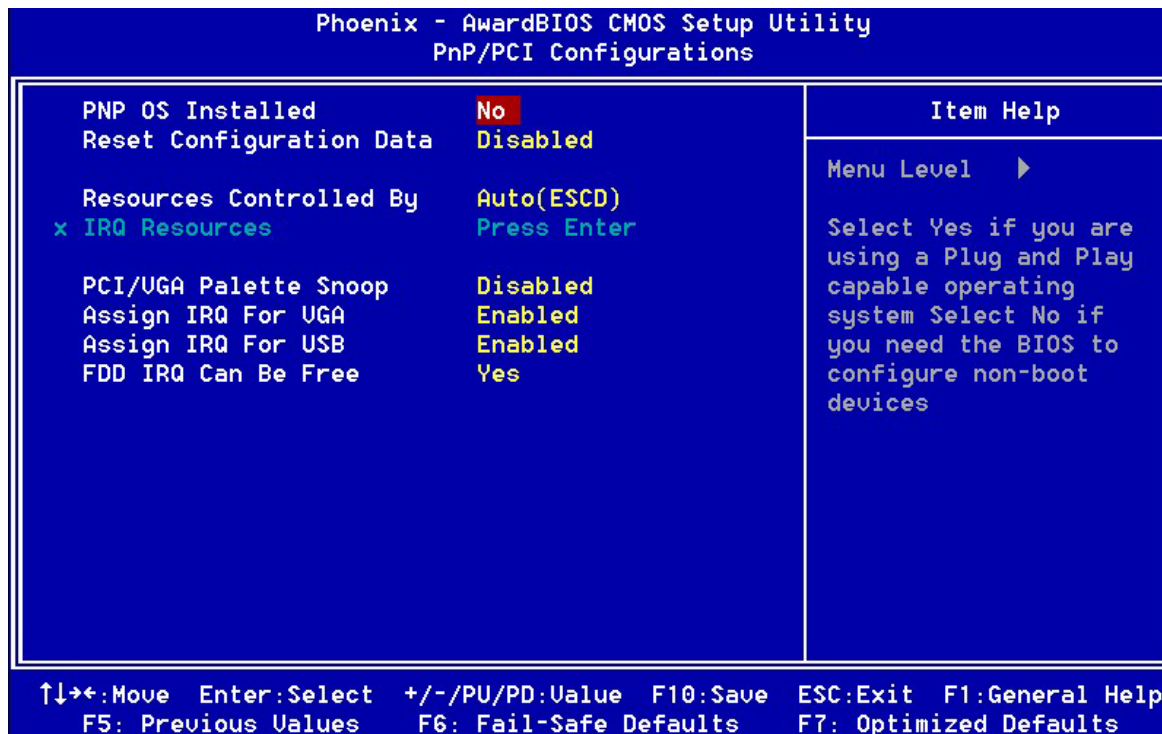 Phoenix - AwardBIOS CMOS Setup Utility
PnP/PCI Configurations
PNP OS Installed No
Reset Configuration Data Disabled
Resources Controlled By Auto(ESCD)
x IRQ Resources Press Enter
PCI/VGA Palette Snoop Disabled
Assign IRQ For VGA Enabled
Assign IRQ For USB Enabled
FDD IRQ Can Be Free Yes
Item Help
Menu Level ▶
Select Yes if you are
using a Plug and Play
capable operating
system Select No if
you need the BIOS to
configure non-boot
devices
↑↓→←:Move Enter:Select +/-/PU/PD:Value F10:Save ESC:Exit F1:General Help
F5: Previous Values F6: Fail-Safe Defaults F7: Optimized Defaults